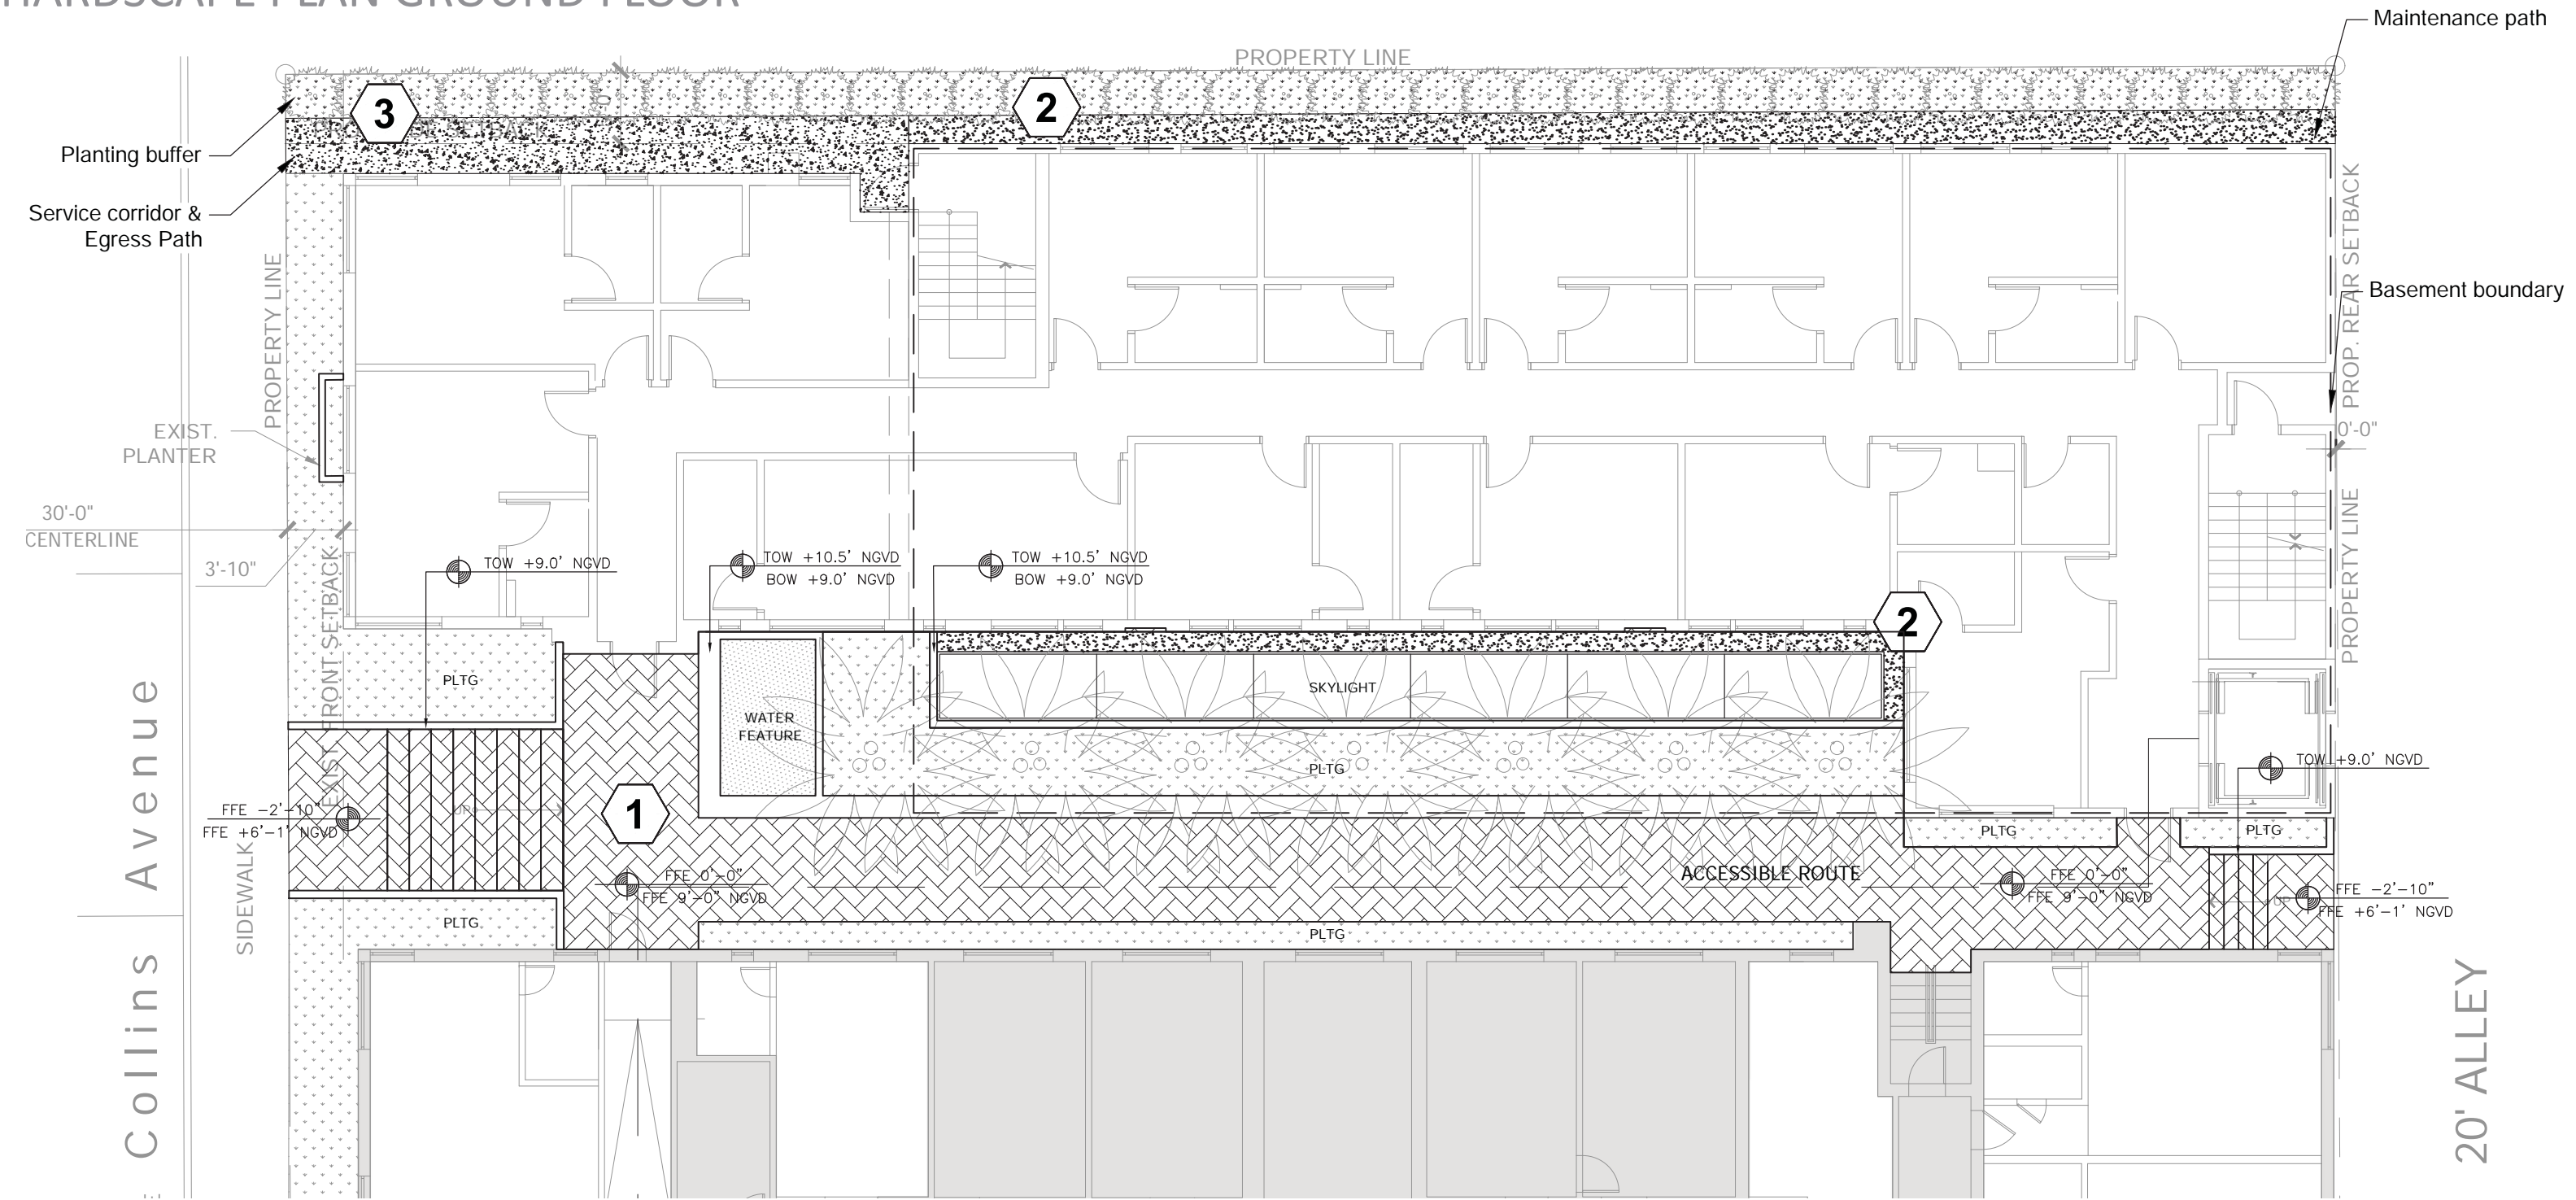 HARDSCAPE PLAN GROUND FLOOR
Maintenance path
PROPERTY LINE
3
2
Planting buffer
Service corridor &
Egress Path
PROPERTY LINE
PROP. REAR SETBACK
Basement boundary
EXIST.
PLANTER
0'-0"
30'-0"
CENTERLINE
3'-10"
TOW +9.0' NGVD
TOW +10.5' NGVD
BOW +9.0' NGVD
TOW +10.5' NGVD
BOW +9.0' NGVD
PROPERTY LINE
2
EXIST. FRONT SETBACK
PLTG
SKYLIGHT
WATER
FEATURE
PLTG
TOW +9.0' NGVD
UP
1
FFE -2'-10"
FFE +6'-1' NGVD
PLTG
PLTG
SIDEWALK
FFE 0'-0"
FFE 9'-0" NGVD
ACCESSIBLE ROUTE
FFE 0'-0"
FFE 9'-0" NGVD
UP
FFE -2'-10"
FFE +6'-1' NGVD
PLTG
PLTG
Collins Avenue
20' ALLEY